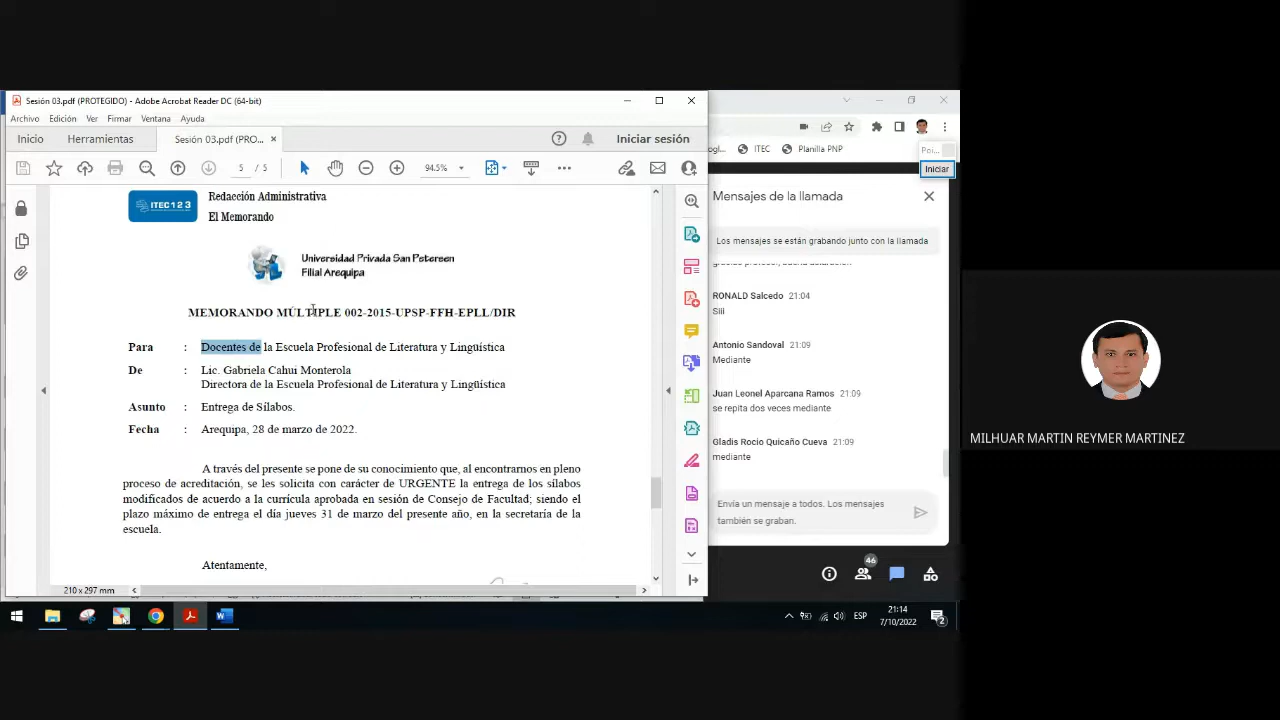 Sesión 03.pdf (PROTEGIDO) - Adobe Acrobat Reader DC (64-bit)
Archivo Edición Ver Firmar Ventana Ayuda
Inicio Herramientas Sesión 03.pdf (PRO... × Iniciar sesión
5 / 5 94.5%
ITEC 1 2 3
Redacción Administrativa
El Memorando
Universidad Privada San Petersen
Filial Arequipa
MEMORANDO MÚLTIPLE 002-2015-UPSP-FFH-EPLL/DIR
Para : Docentes de la Escuela Profesional de Literatura y Lingüística
De : Lic. Gabriela Cahui Monterola
Directora de la Escuela Profesional de Literatura y Lingüística
Asunto : Entrega de Sílabos.
Fecha : Arequipa, 28 de marzo de 2022.
A través del presente se pone de su conocimiento que, al encontrarnos en pleno
proceso de acreditación, se les solicita con carácter de URGENTE la entrega de los sílabos
modificados de acuerdo a la currícula aprobada en sesión de Consejo de Facultad; siendo el
plazo máximo de entrega el día jueves 31 de marzo del presente año, en la secretaría de la
escuela.
Atentamente,
210 x 297 mm
ITEC Planilla PNP
Iniciar
Mensajes de la llamada
Los mensajes se están grabando junto con la llamada
RONALD Salcedo 21:04
SIii
Antonio Sandoval 21:09
Mediante
Juan Leonel Aparcana Ramos 21:09
se repita dos veces mediante
Gladis Rocio Quicaño Cueva 21:09
mediante
Envía un mensaje a todos. Los mensajes
también se graban.
46
ESP
21:14
7/10/2022
2
MILHUAR MARTIN REYMER MARTINEZ